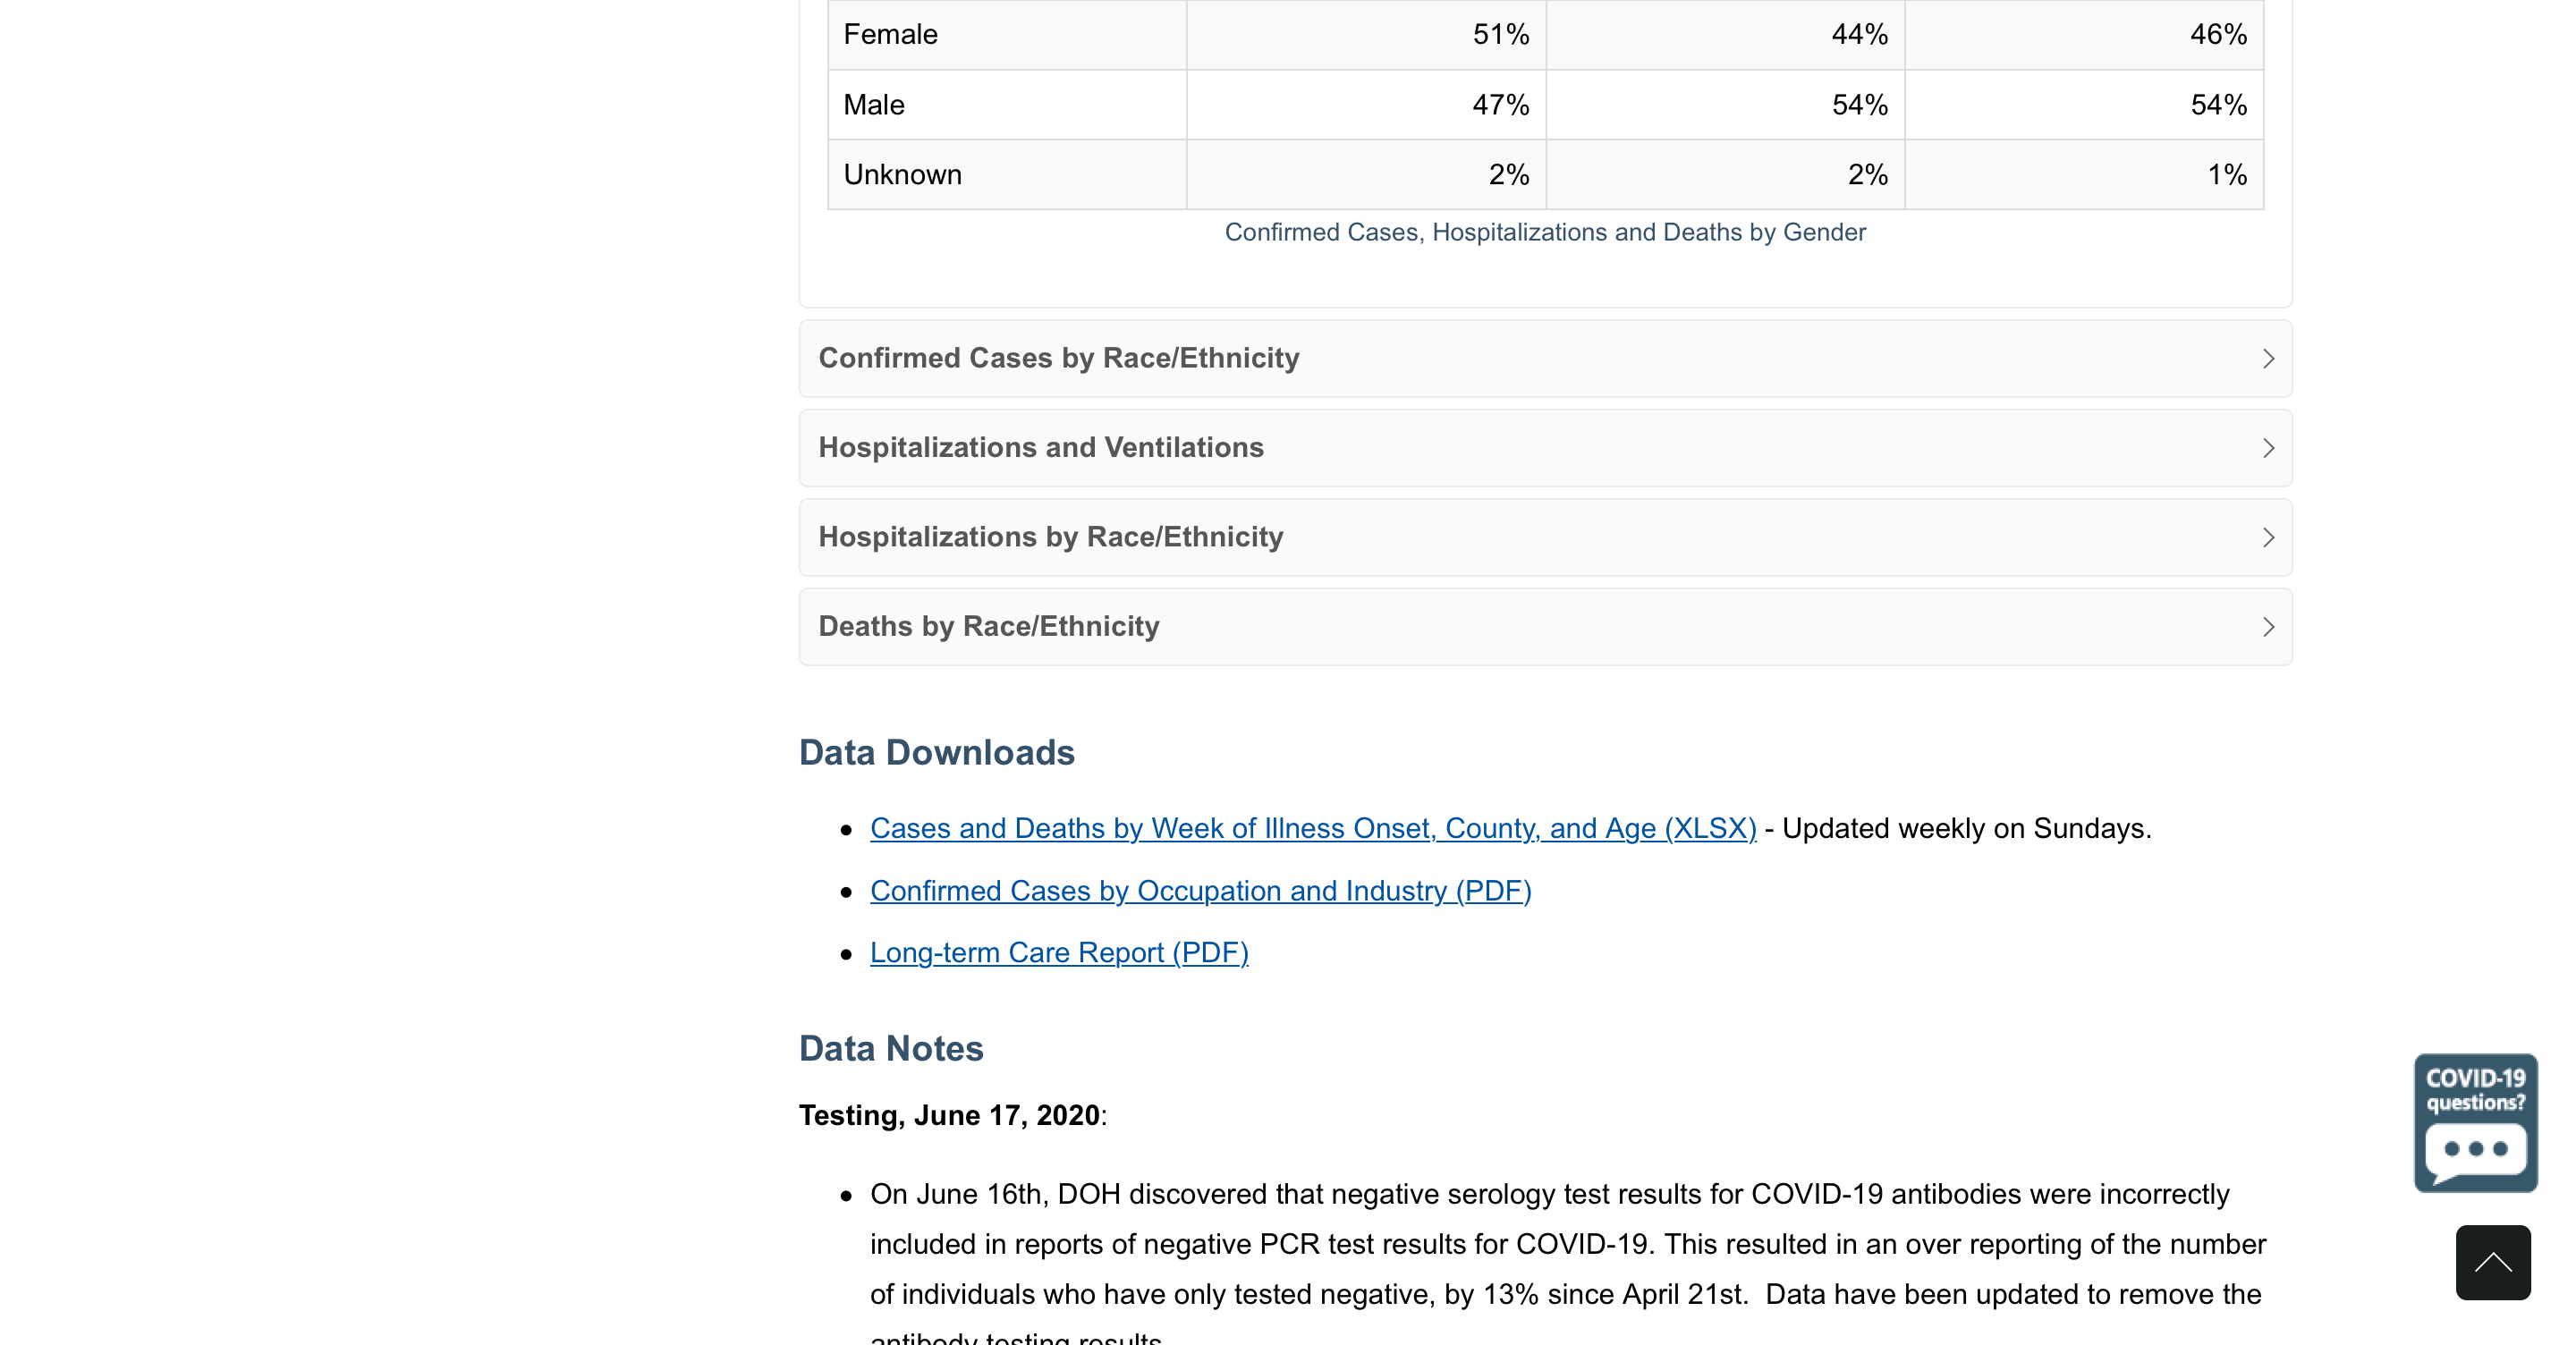 Female 51% 44% 46%
Male 47% 54% 54%
Unknown 2% 2% 1%
Confirmed Cases, Hospitalizations and Deaths by Gender
Confirmed Cases by Race/Ethnicity
Hospitalizations and Ventilations
Hospitalizations by Race/Ethnicity
Deaths by Race/Ethnicity
Data Downloads
Cases and Deaths by Week of Illness Onset, County, and Age (XLSX) - Updated weekly on Sundays.
Confirmed Cases by Occupation and Industry (PDF)
Long-term Care Report (PDF)
Data Notes
COVID-19
questions?
Testing, June 17, 2020:
On June 16th, DOH discovered that negative serology test results for COVID-19 antibodies were incorrectly
included in reports of negative PCR test results for COVID-19. This resulted in an over reporting of the number
of individuals who have only tested negative, by 13% since April 21st.  Data have been updated to remove the
antibody testing results